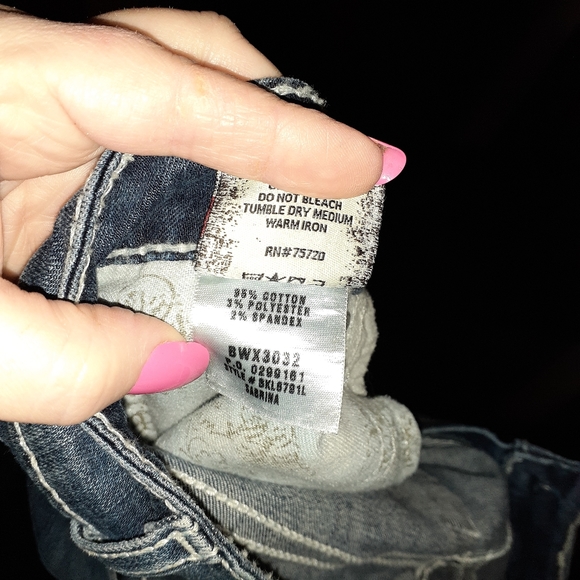 DO NOT BLEACH
TUMBLE DRY MEDIUM
WARM IRON
RN#75720
95% COTTON
3% POLYESTER
2% SPANDEX
BWX3032
P.O. 0299161
STYLE # BKL6791L
SABRINA